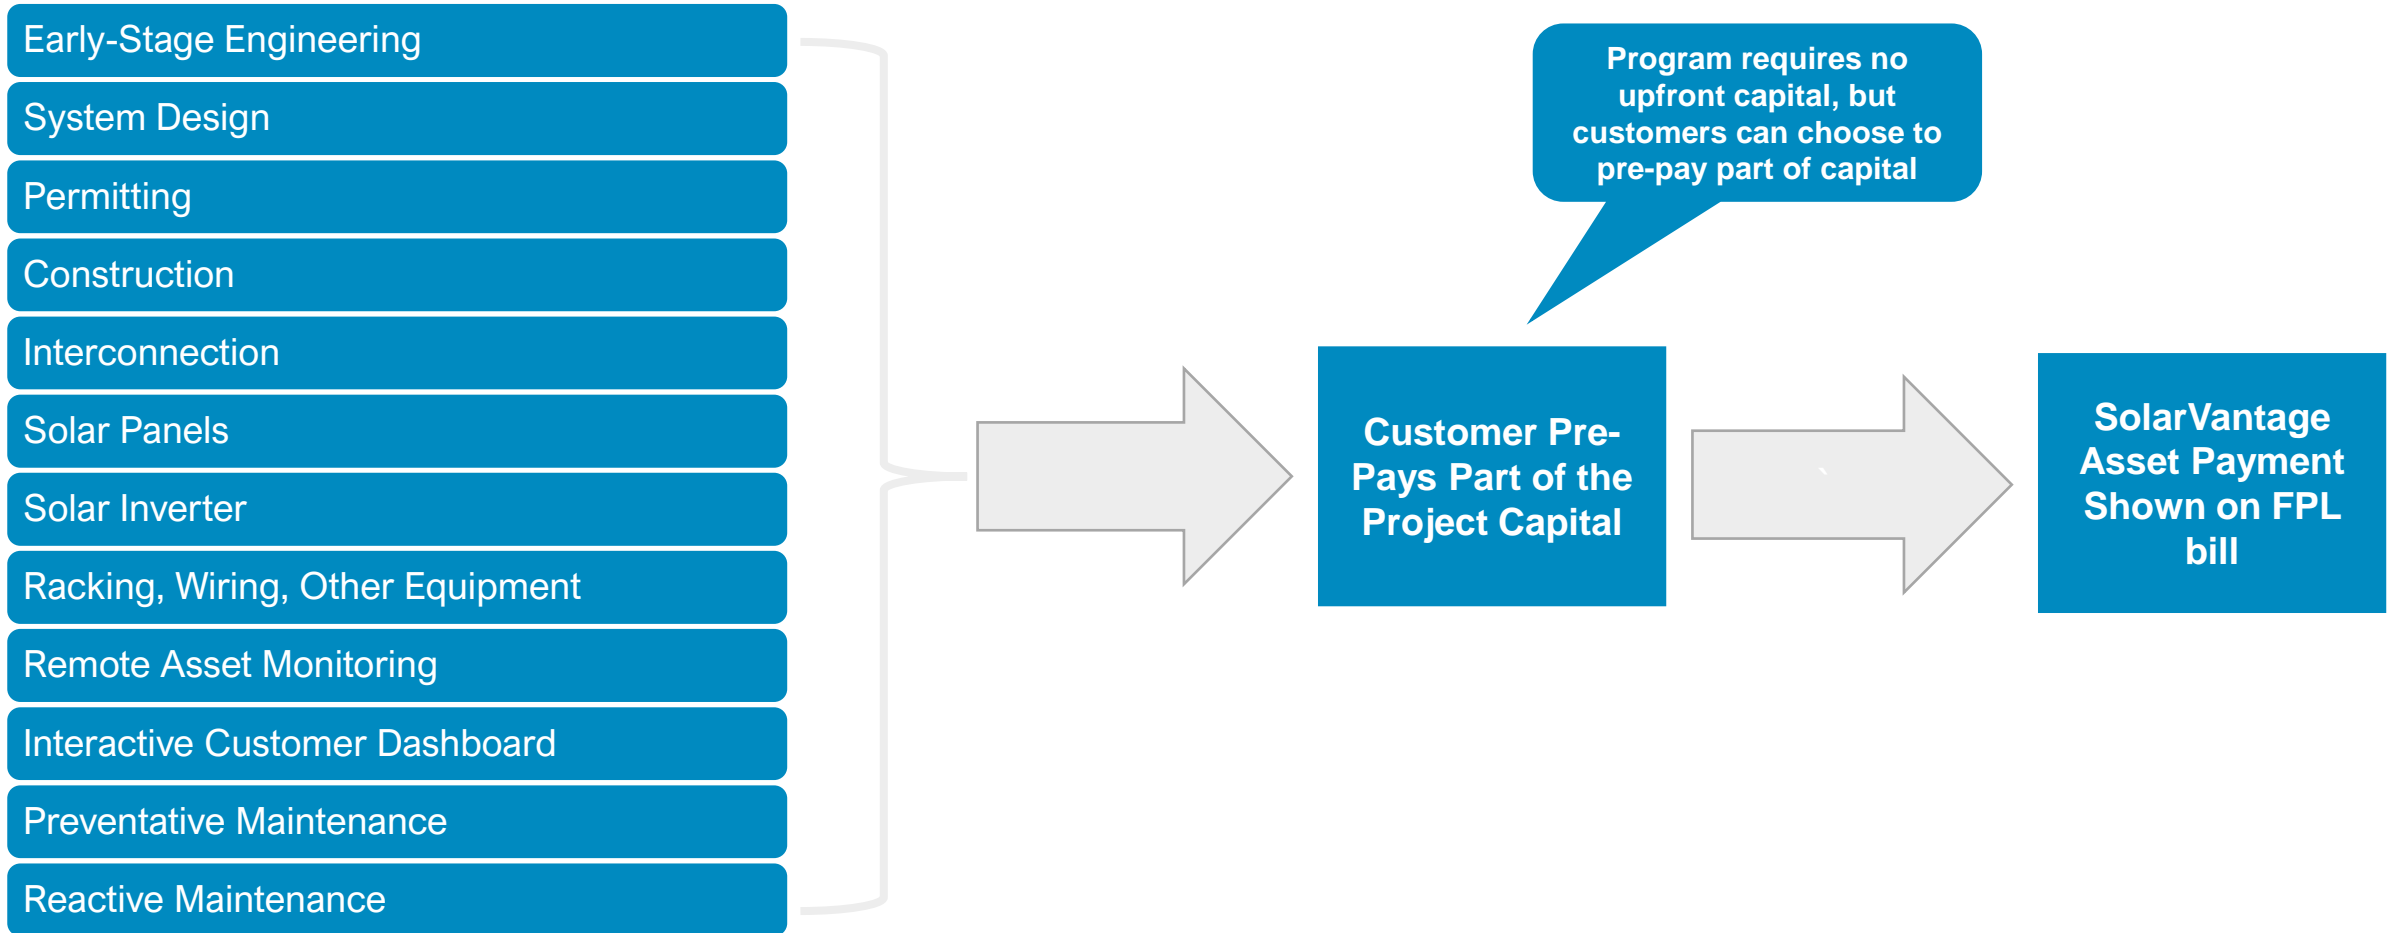 Early-Stage Engineering
System Design
Permitting
Construction
Interconnection
Solar Panels
Solar Inverter
Racking, Wiring, Other Equipment
Remote Asset Monitoring
Interactive Customer Dashboard
Preventative Maintenance
Reactive Maintenance
Program requires no
upfront capital, but
customers can choose to
pre-pay part of capital
Customer Pre-
Pays Part of the
Project Capital
`
SolarVantage
Asset Payment
Shown on FPL
bill